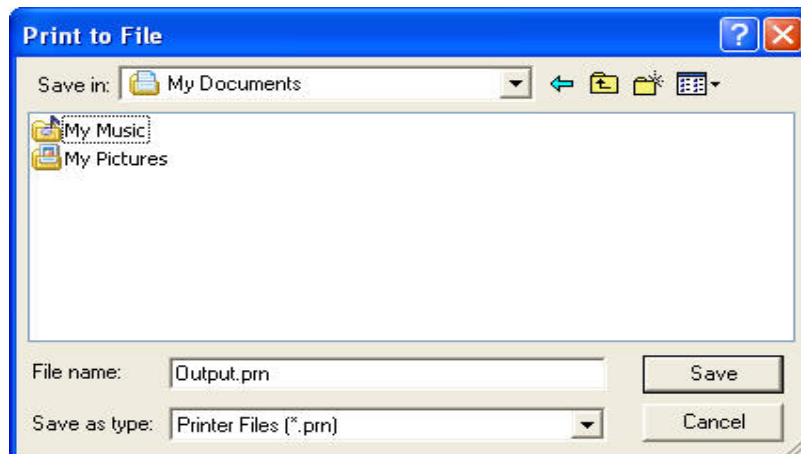 Print to File
Save in: My Documents
My Music
My Pictures
File name: Output.prn Save
Save as type: Printer Files (*.prn) Cancel